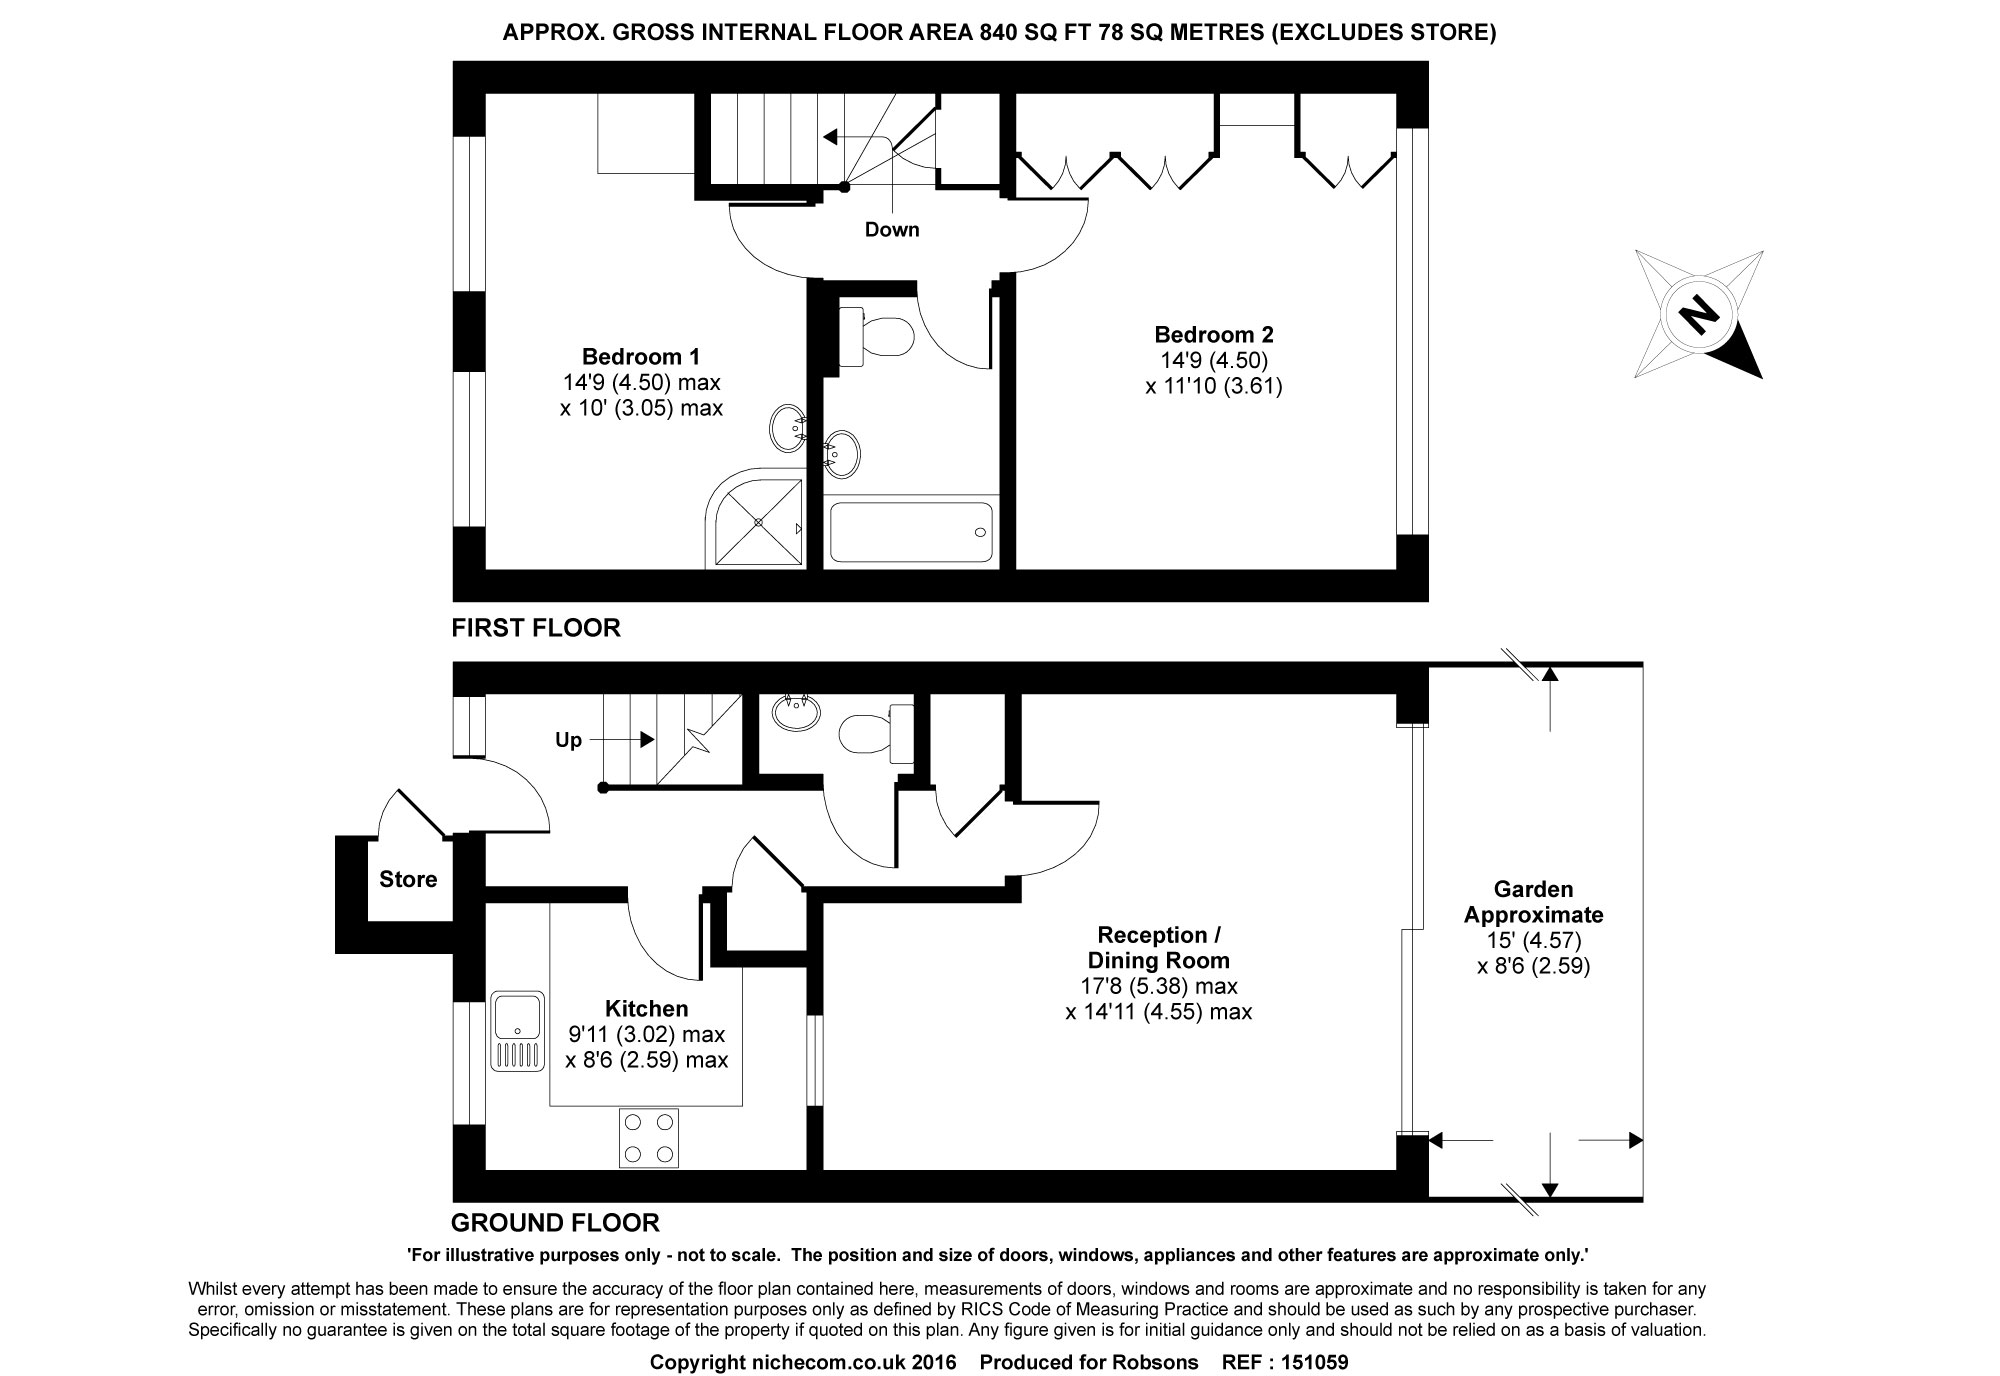 APPROX. GROSS INTERNAL FLOOR AREA 840 SQ FT 78 SQ METRES (EXCLUDES STORE)
Down
Bedroom 1
14'9 (4.50) max
x 10' (3.05) max
Bedroom 2
14'9 (4.50)
x 11'10 (3.61)
N
FIRST FLOOR
Up
Store
Kitchen
9'11 (3.02) max
x 8'6 (2.59) max
Reception /
Dining Room
17'8 (5.38) max
x 14'11 (4.55) max
Garden
Approximate
15' (4.57)
x 8'6 (2.59)
GROUND FLOOR
'For illustrative purposes only - not to scale. The position and size of doors, windows, appliances and other features are approximate only.'
Whilst every attempt has been made to ensure the accuracy of the floor plan contained here, measurements of doors, windows and rooms are approximate and no responsibility is taken for any
error, omission or misstatement. These plans are for representation purposes only as defined by RICS Code of Measuring Practice and should be used as such by any prospective purchaser.
Specifically no guarantee is given on the total square footage of the property if quoted on this plan. Any figure given is for initial guidance only and should not be relied on as a basis of valuation.
Copyright nichecom.co.uk 2016 Produced for Robsons REF : 151059